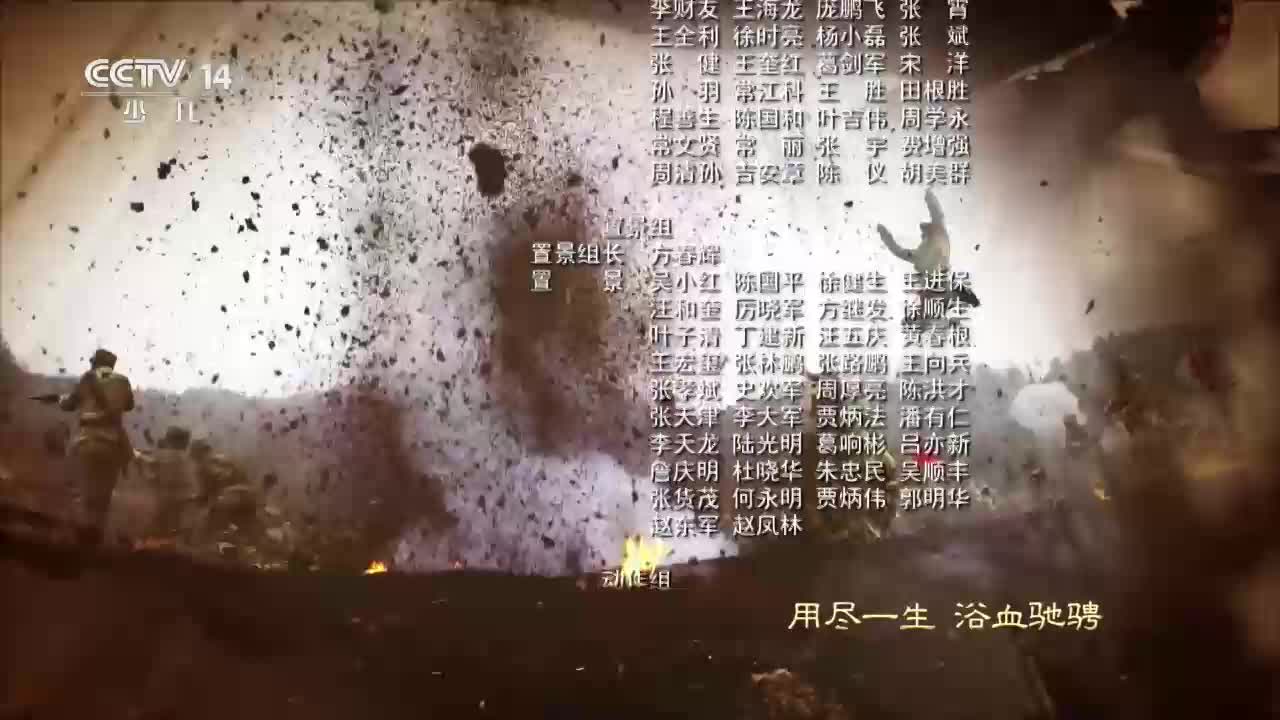 CCTV 14
少儿
李财友 王海龙 庞鹏飞 张 霄
王全利 徐时亮 杨小磊 张 斌
张 健 王奎红 葛剑军 宋 洋
孙 羽 常江科 王 胜 田根胜
程善生 陈国和 叶吉伟 周学永
常文贤 常 丽 张 宇 费增强
周清孙 吉安章 陈 仪 胡美群
置景组
置景组长 方春辉
置 景 吴小红 陈国平 徐健生 王进保
汪和奎 厉晓军 方继发 徐顺生
叶子清 丁建新 汪五庆 黄春根
王宏玺 张林鹏 张路鹏 王向兵
张孝斌 史欢军 周厚亮 陈洪才
张天津 李大军 贾炳法 潘有仁
李天龙 陆光明 葛响彬 吕亦新
詹庆明 杜晓华 朱忠民 吴顺丰
张货茂 何永明 贾炳伟 郭明华
赵东军 赵凤林
动作组
用尽一生 浴血驰骋